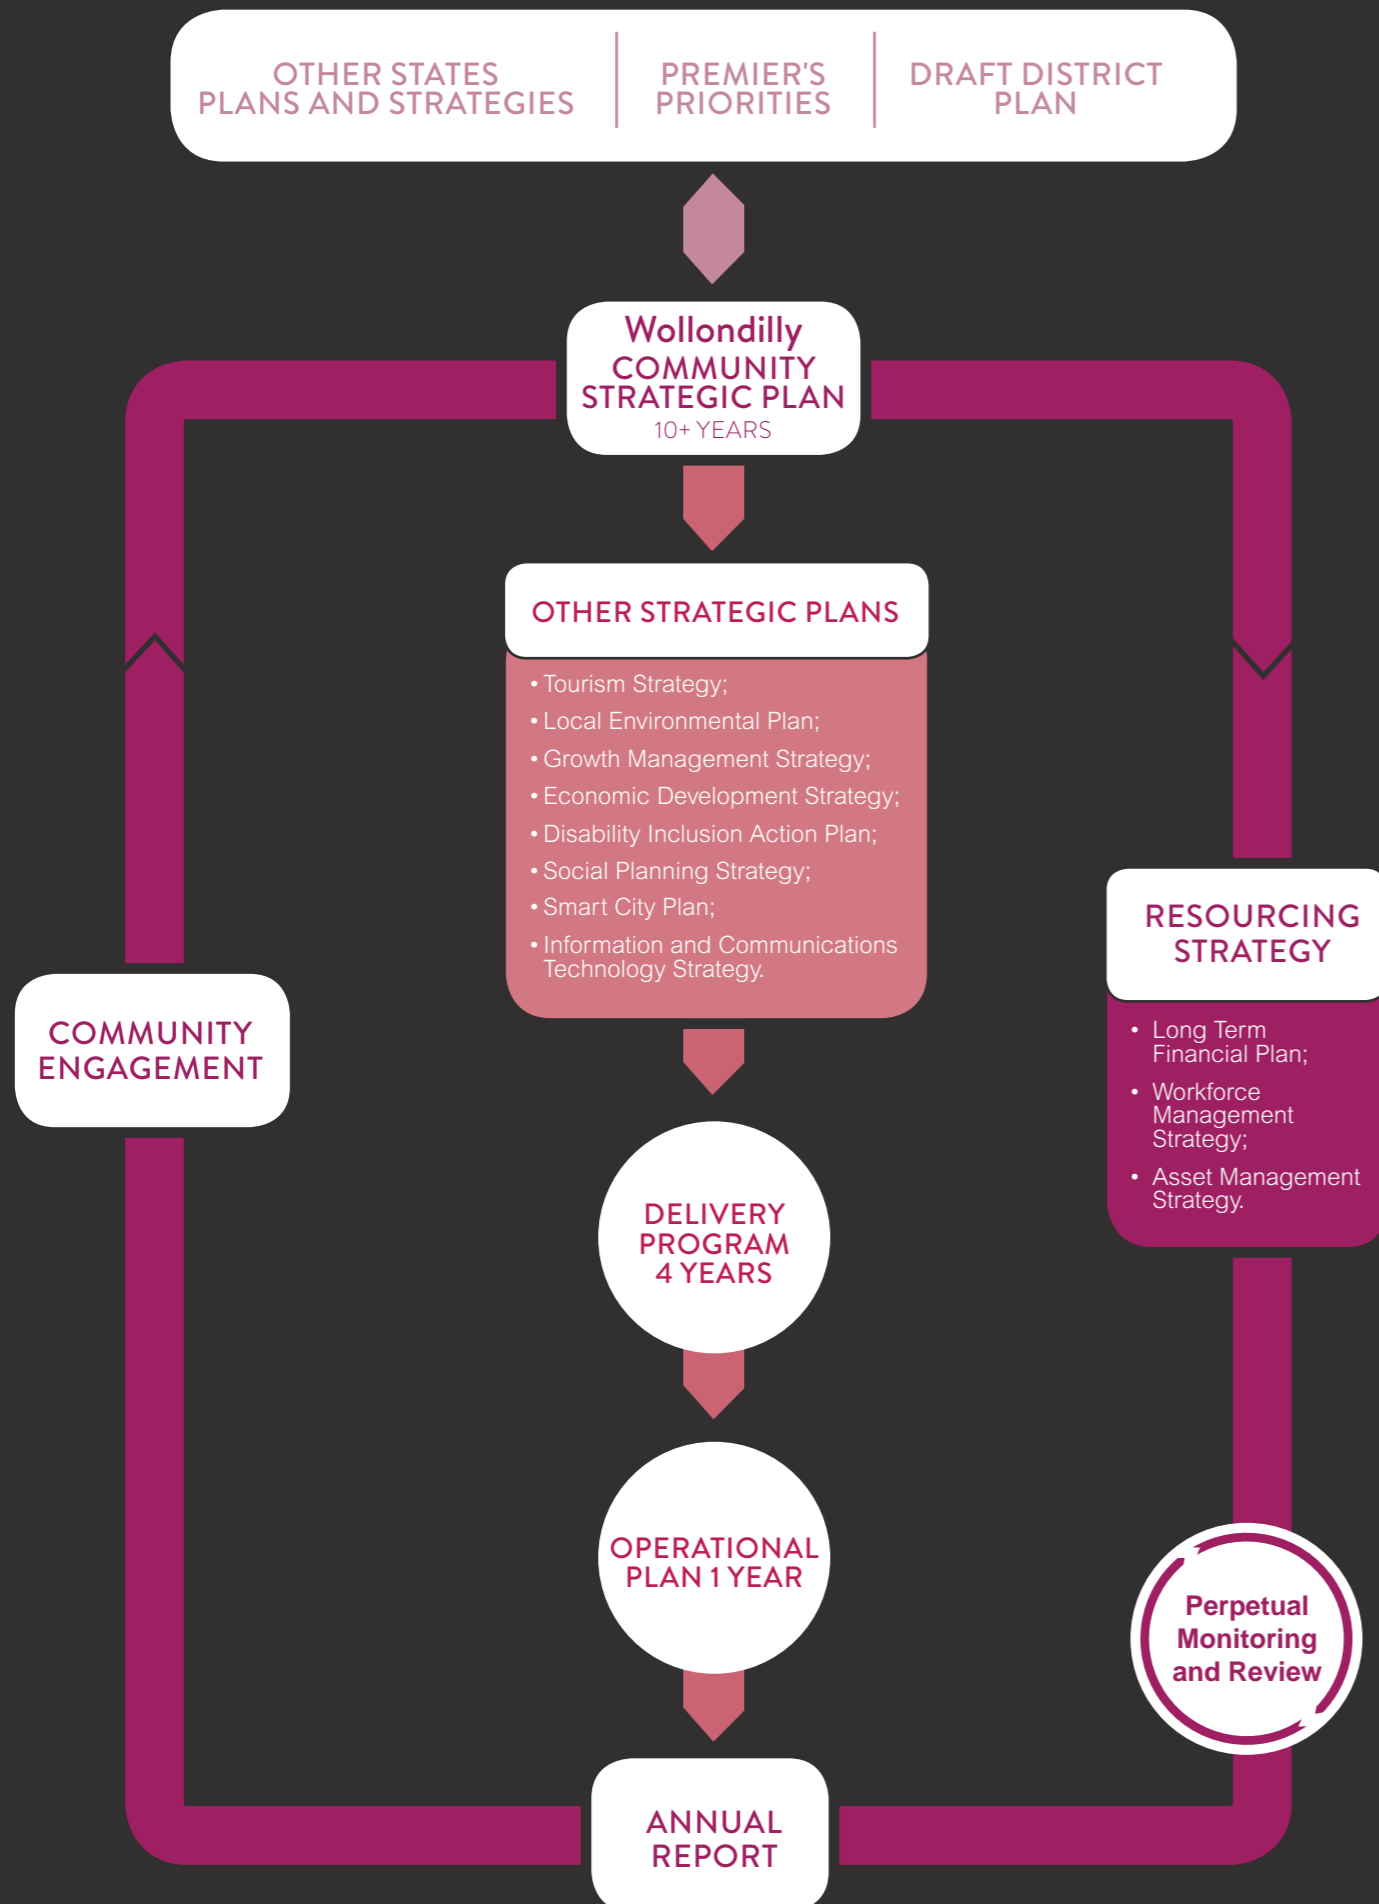 OTHER STATES
PLANS AND STRATEGIES
PREMIER'S
PRIORITIES
DRAFT DISTRICT
PLAN
Wollondilly
COMMUNITY
STRATEGIC PLAN
10+ YEARS
OTHER STRATEGIC PLANS
• Tourism Strategy;
• Local Environmental Plan;
• Growth Management Strategy;
• Economic Development Strategy;
• Disability Inclusion Action Plan;
• Social Planning Strategy;
• Smart City Plan;
• Information and Communications
Technology Strategy.
RESOURCING
STRATEGY
• Long Term
Financial Plan;
• Workforce
Management
Strategy;
• Asset Management
Strategy.
COMMUNITY
ENGAGEMENT
DELIVERY
PROGRAM
4 YEARS
OPERATIONAL
PLAN 1 YEAR
Perpetual
Monitoring
and Review
ANNUAL
REPORT